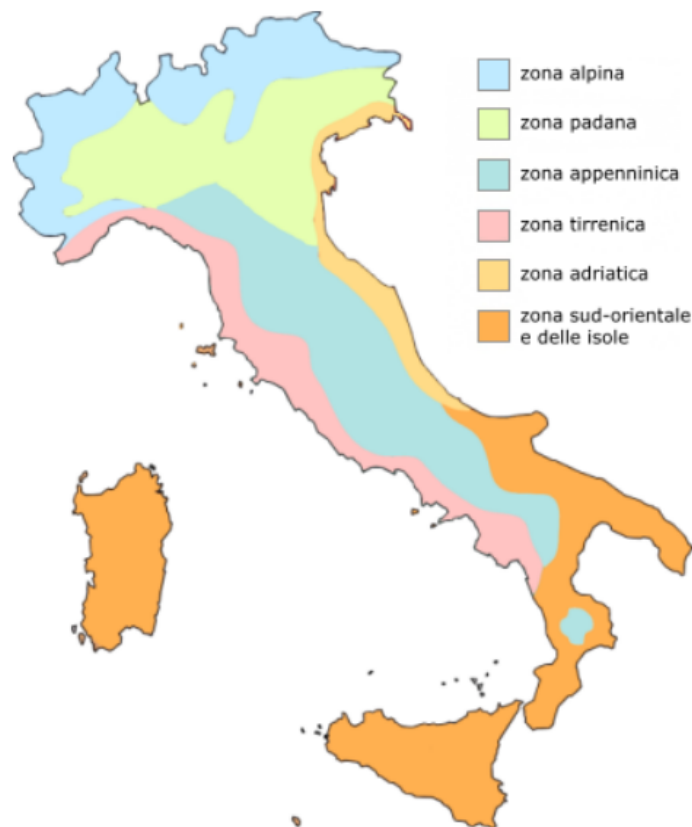 zona alpina
zona padana
zona appenninica
zona tirrenica
zona adriatica
zona sud-orientale
e delle isole